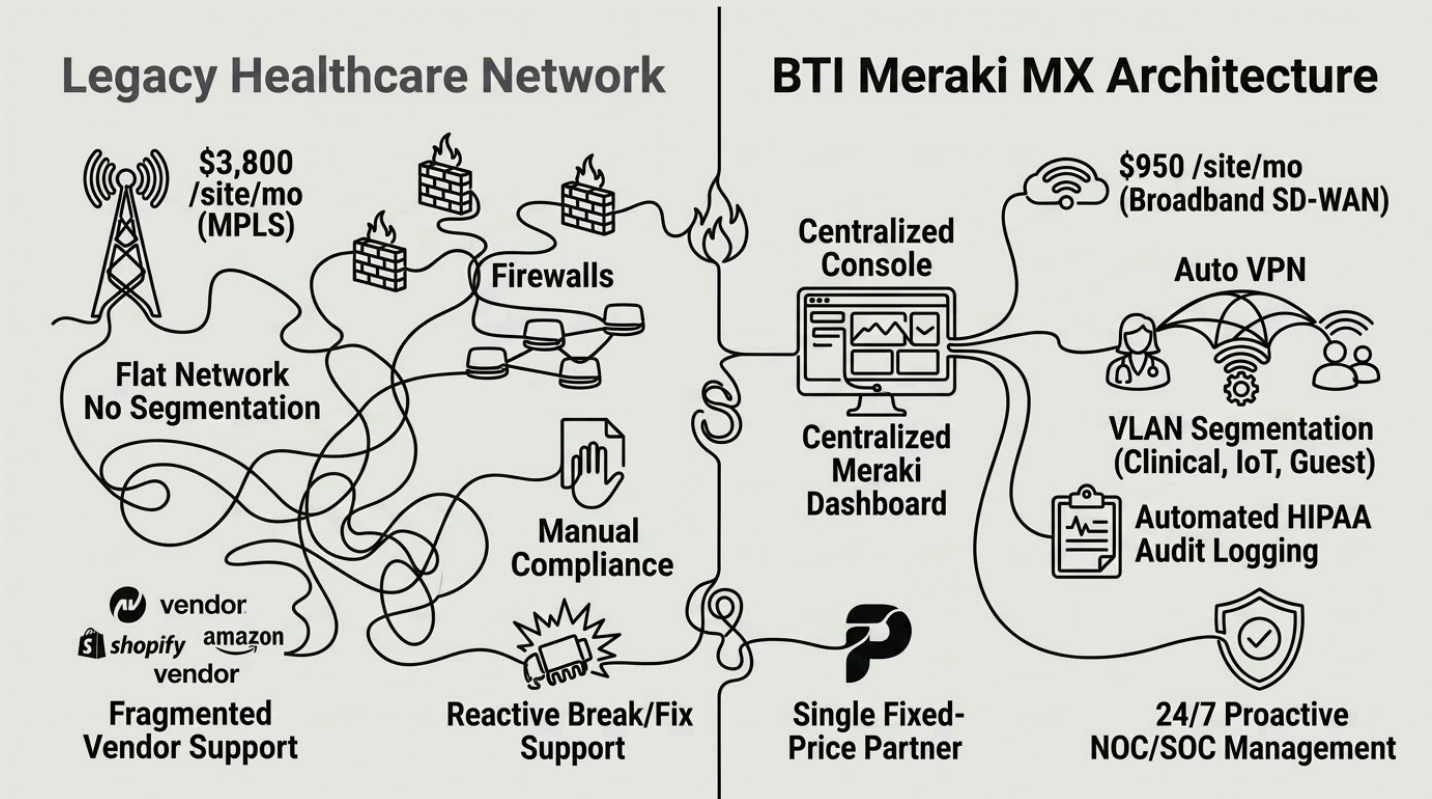 Legacy Healthcare Network
$3,800
/site/mo
(MPLS)
Firewalls
Flat Network
No Segmentation
Manual
Compliance
vendor
shopify
amazon
vendor
Fragmented
Vendor Support
Reactive Break/Fix
Support
BTI Meraki MX Architecture
$950 /site/mo
(Broadband SD-WAN)
Centralized
Console
Auto VPN
Centralized
Meraki
Dashboard
VLAN Segmentation
(Clinical, IoT, Guest)
Automated HIPAA
Audit Logging
Single Fixed-
Price Partner
24/7 Proactive
NOC/SOC Management